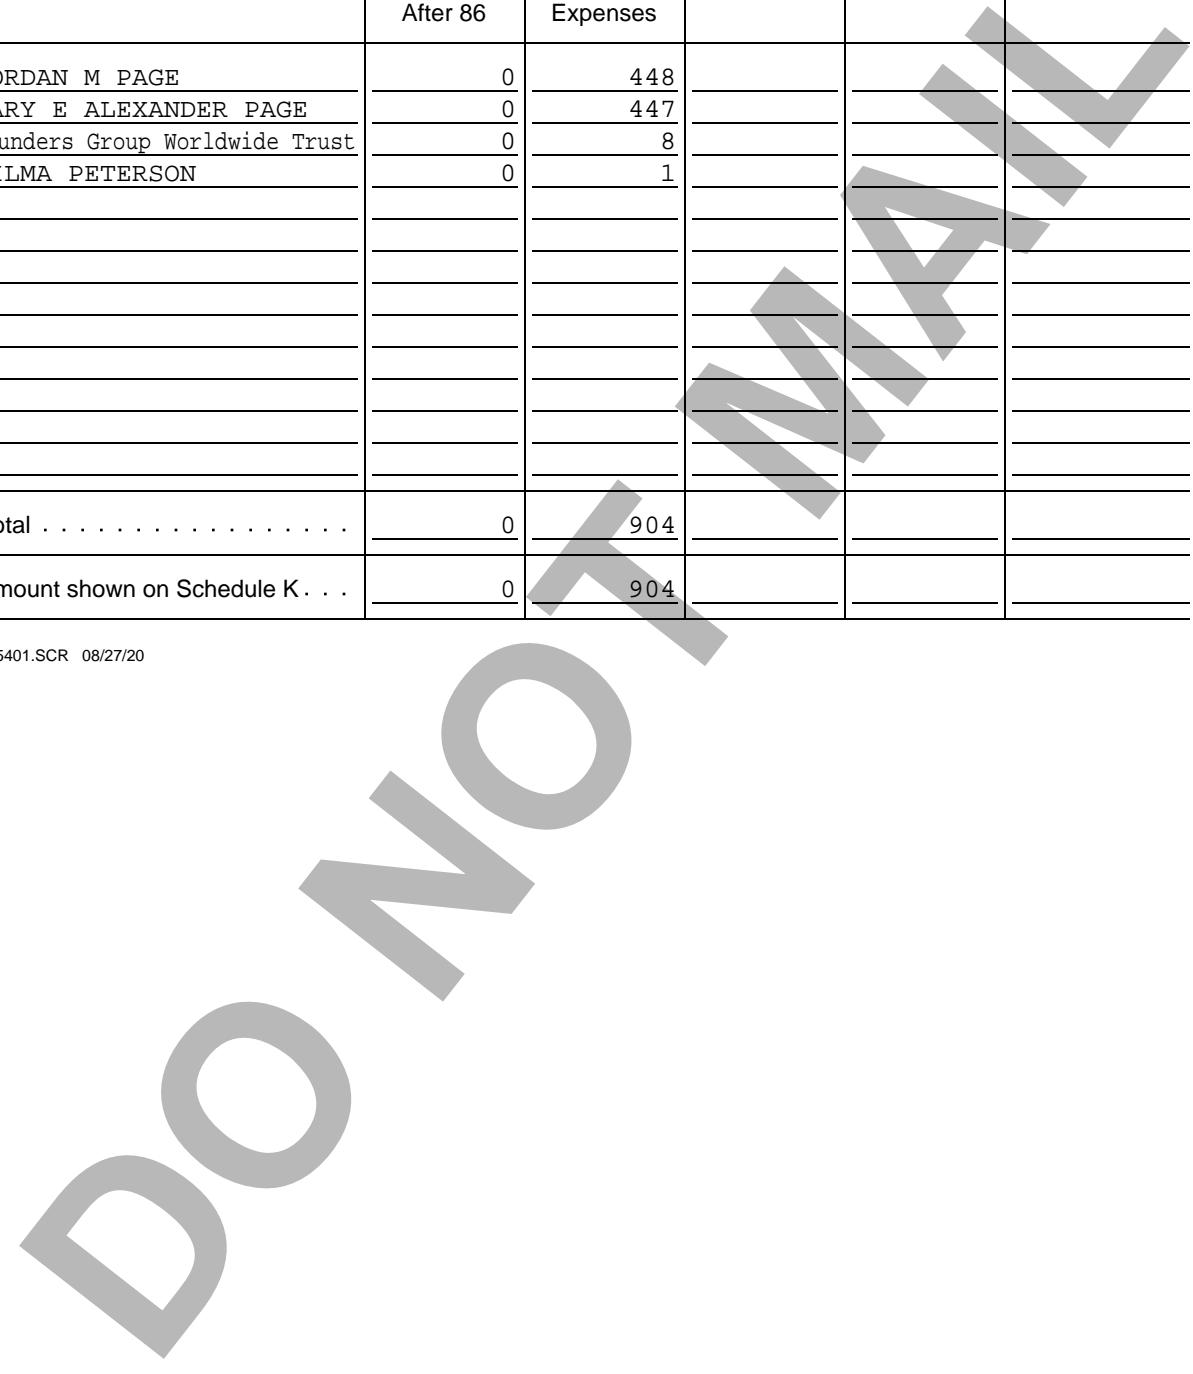 After 86 Expenses
ORDAN M PAGE 0 448
ARY E ALEXANDER PAGE 0 447
unders Group Worldwide Trust 0 8
ILMA PETERSON 0 1
otal . . . . . . . . . . . . . . . . . 0 904
mount shown on Schedule K . . . 0 904
5401.SCR 08/27/20
DO NOT MAIL